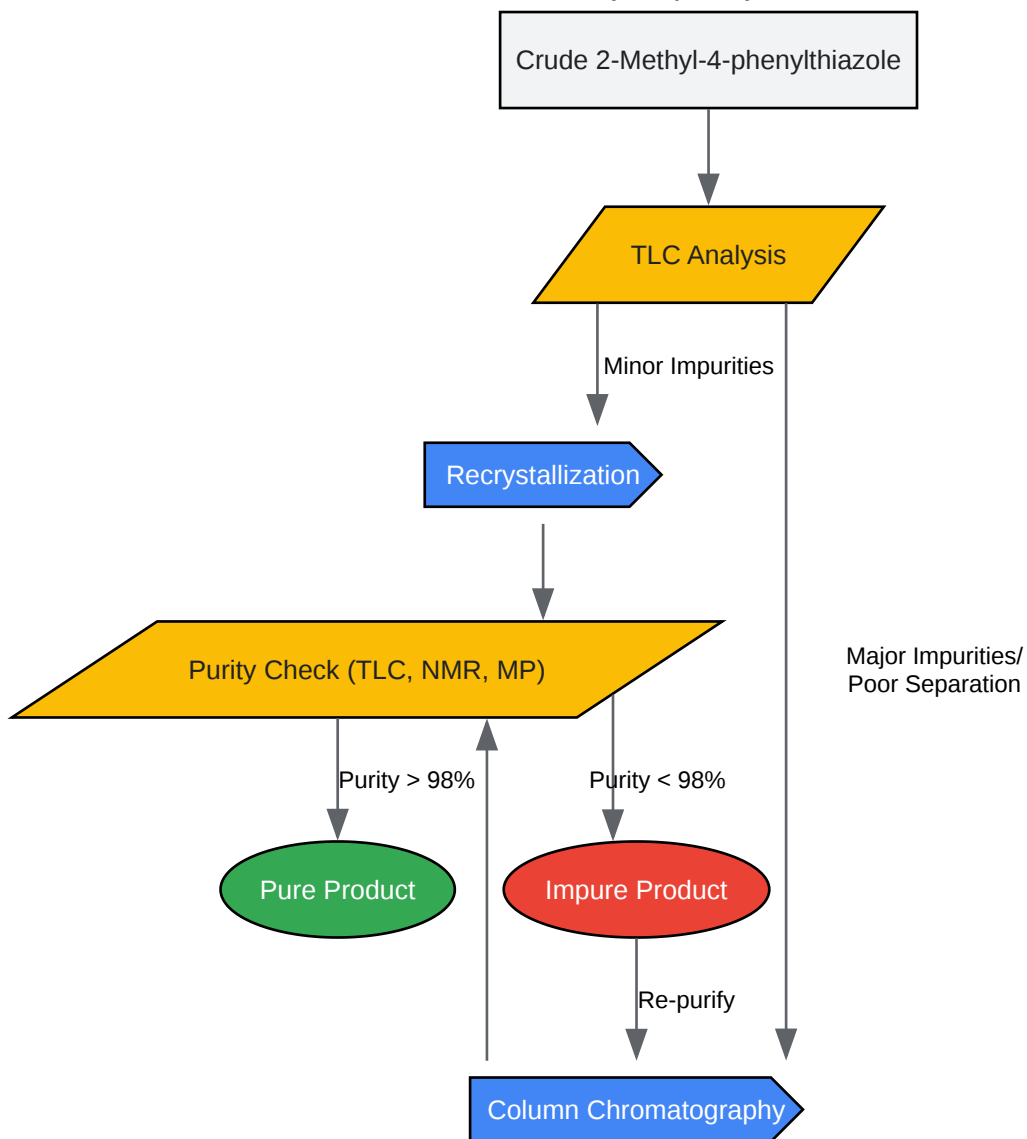 Crude 2-Methyl-4-phenylthiazole
TLC Analysis
Minor Impurities
Recrystallization
Major Impurities/
Poor Separation
Purity Check (TLC, NMR, MP)
Purity > 98%
Purity < 98%
Pure Product
Impure Product
Re-purify
Column Chromatography